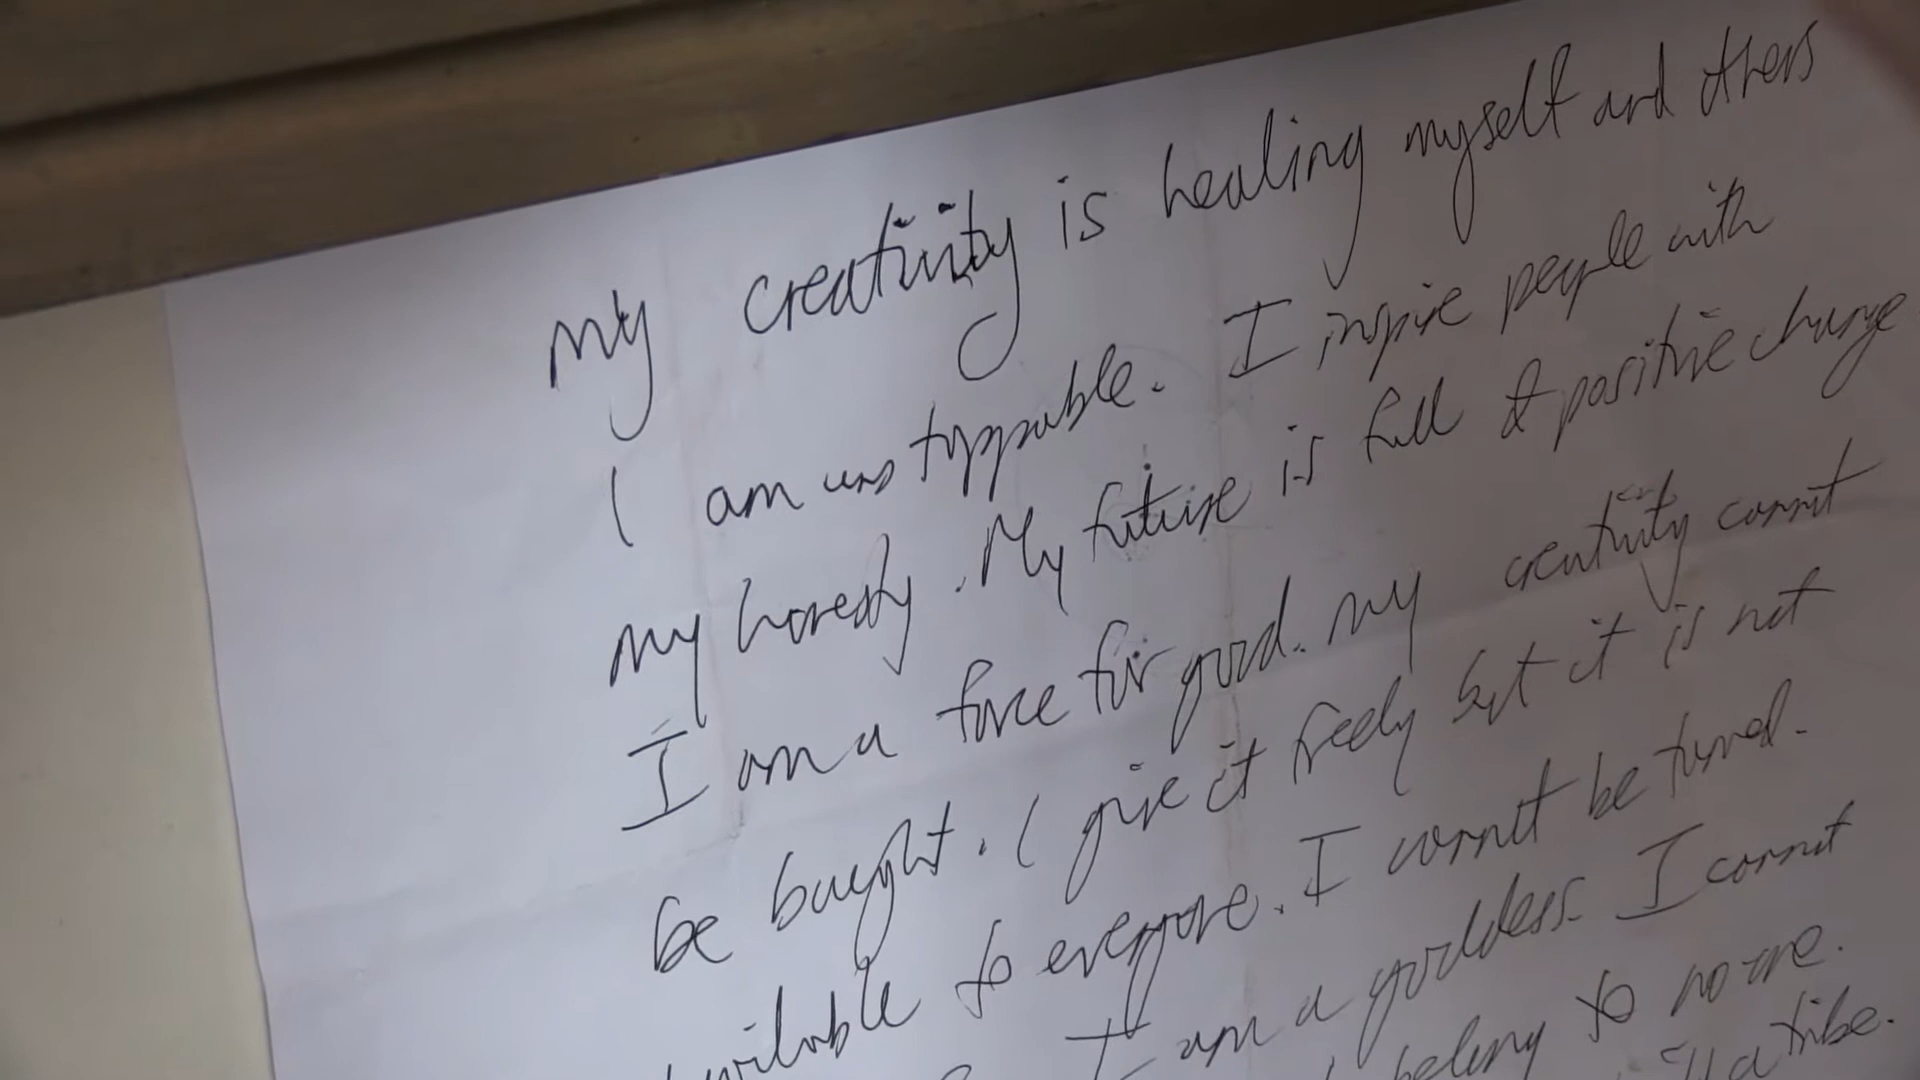 my creativity is healing myself and others
I am unstoppable. I inspire people with
my honesty. My future is full of positive change
I am a force for good. my creativity cannot
be bought. I give it freely but it is not
available to everyone. I cannot be tamed.
I am a goddess. I cannot
belong to no one.
a tribe.